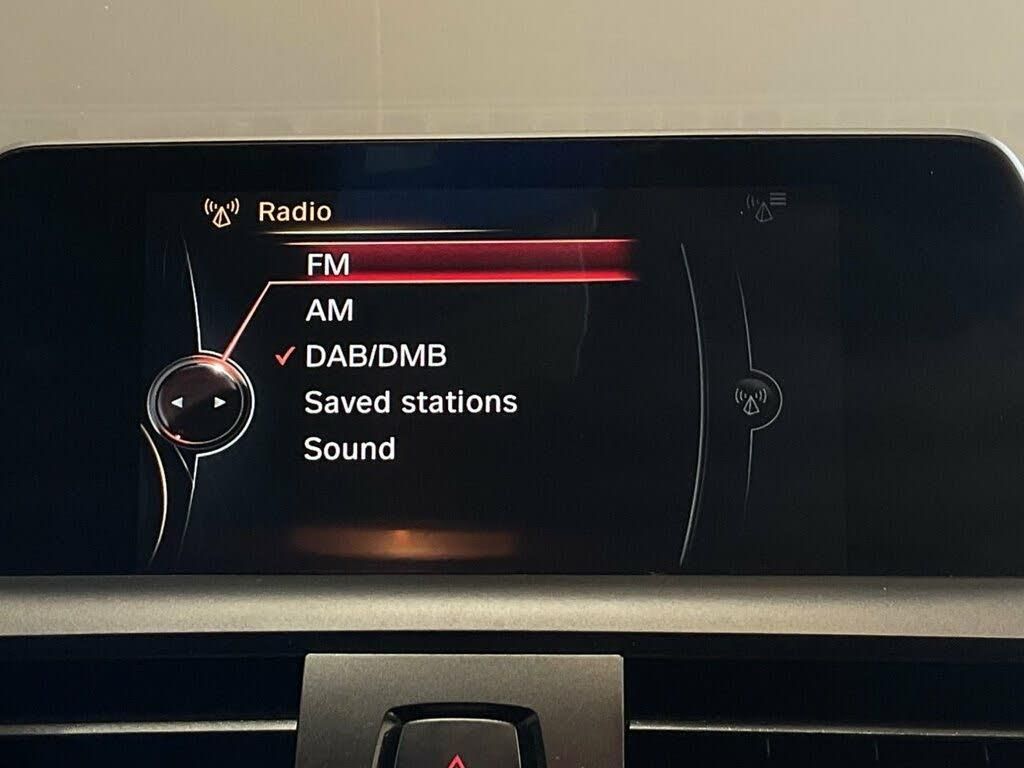 Radio
FM
AM
DAB/DMB
Saved stations
Sound